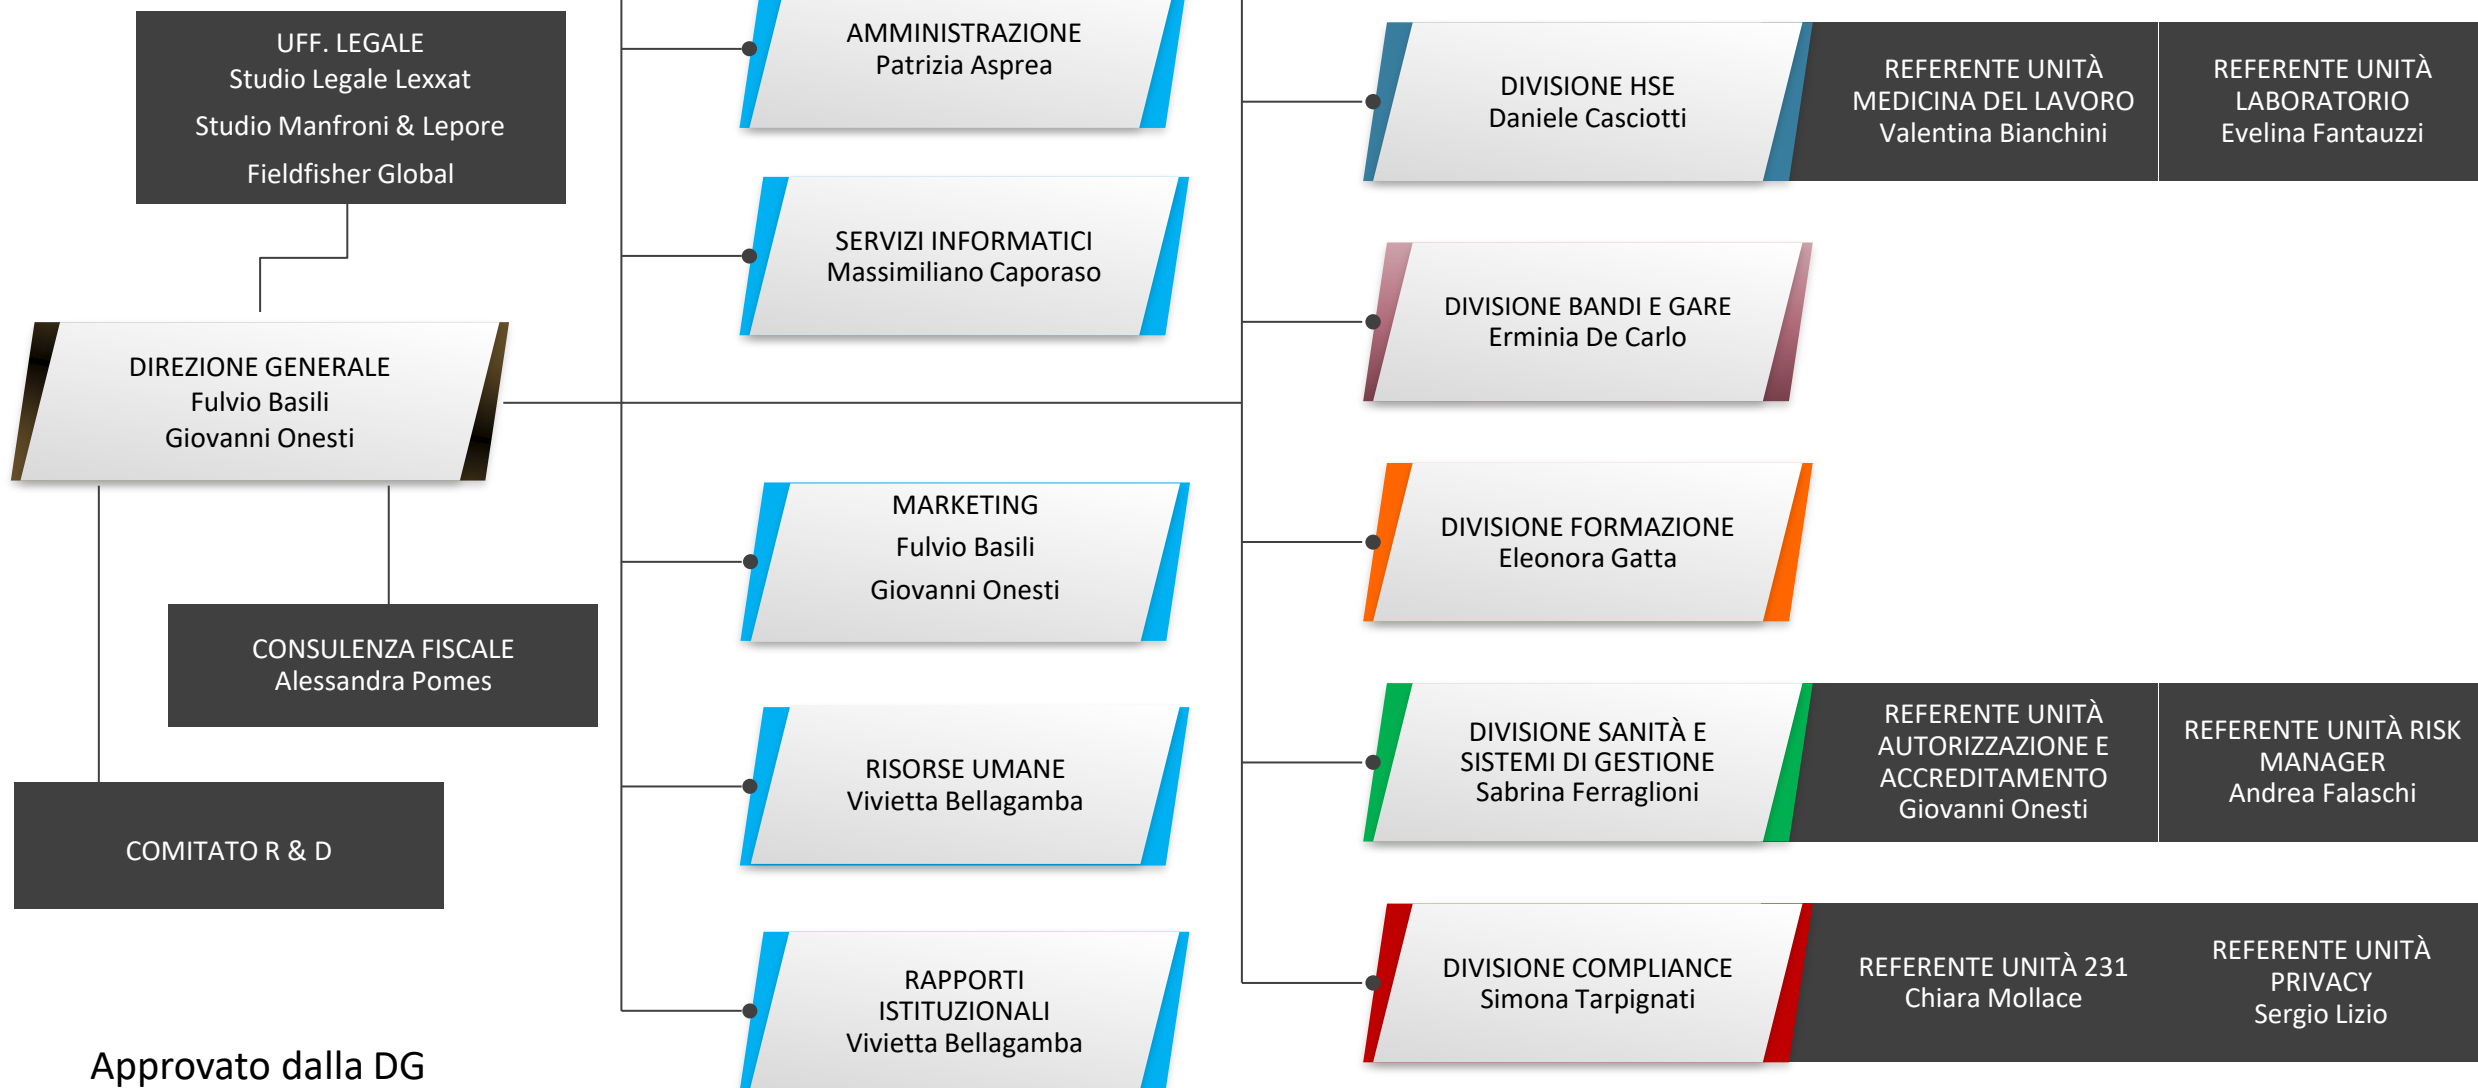 UFF. LEGALE
Studio Legale Lexxat
Studio Manfroni & Lepore
Fieldfisher Global
DIREZIONE GENERALE
Fulvio Basili
Giovanni Onesti
CONSULENZA FISCALE
Alessandra Pomes
COMITATO R & D
Approvato dalla DG
AMMINISTRAZIONE
Patrizia Asprea
SERVIZI INFORMATICI
Massimiliano Caporaso
MARKETING
Fulvio Basili
Giovanni Onesti
RISORSE UMANE
Vivietta Bellagamba
RAPPORTI
ISTITUZIONALI
Vivietta Bellagamba
DIVISIONE HSE
Daniele Casciotti
REFERENTE UNITÀ
MEDICINA DEL LAVORO
Valentina Bianchini
REFERENTE UNITÀ
LABORATORIO
Evelina Fantauzzi
DIVISIONE BANDI E GARE
Erminia De Carlo
DIVISIONE FORMAZIONE
Eleonora Gatta
DIVISIONE SANITÀ E
SISTEMI DI GESTIONE
Sabrina Ferraglioni
REFERENTE UNITÀ
AUTORIZZAZIONE E
ACCREDITAMENTO
Giovanni Onesti
REFERENTE UNITÀ RISK
MANAGER
Andrea Falaschi
DIVISIONE COMPLIANCE
Simona Tarpignati
REFERENTE UNITÀ 231
Chiara Mollace
REFERENTE UNITÀ
PRIVACY
Sergio Lizio